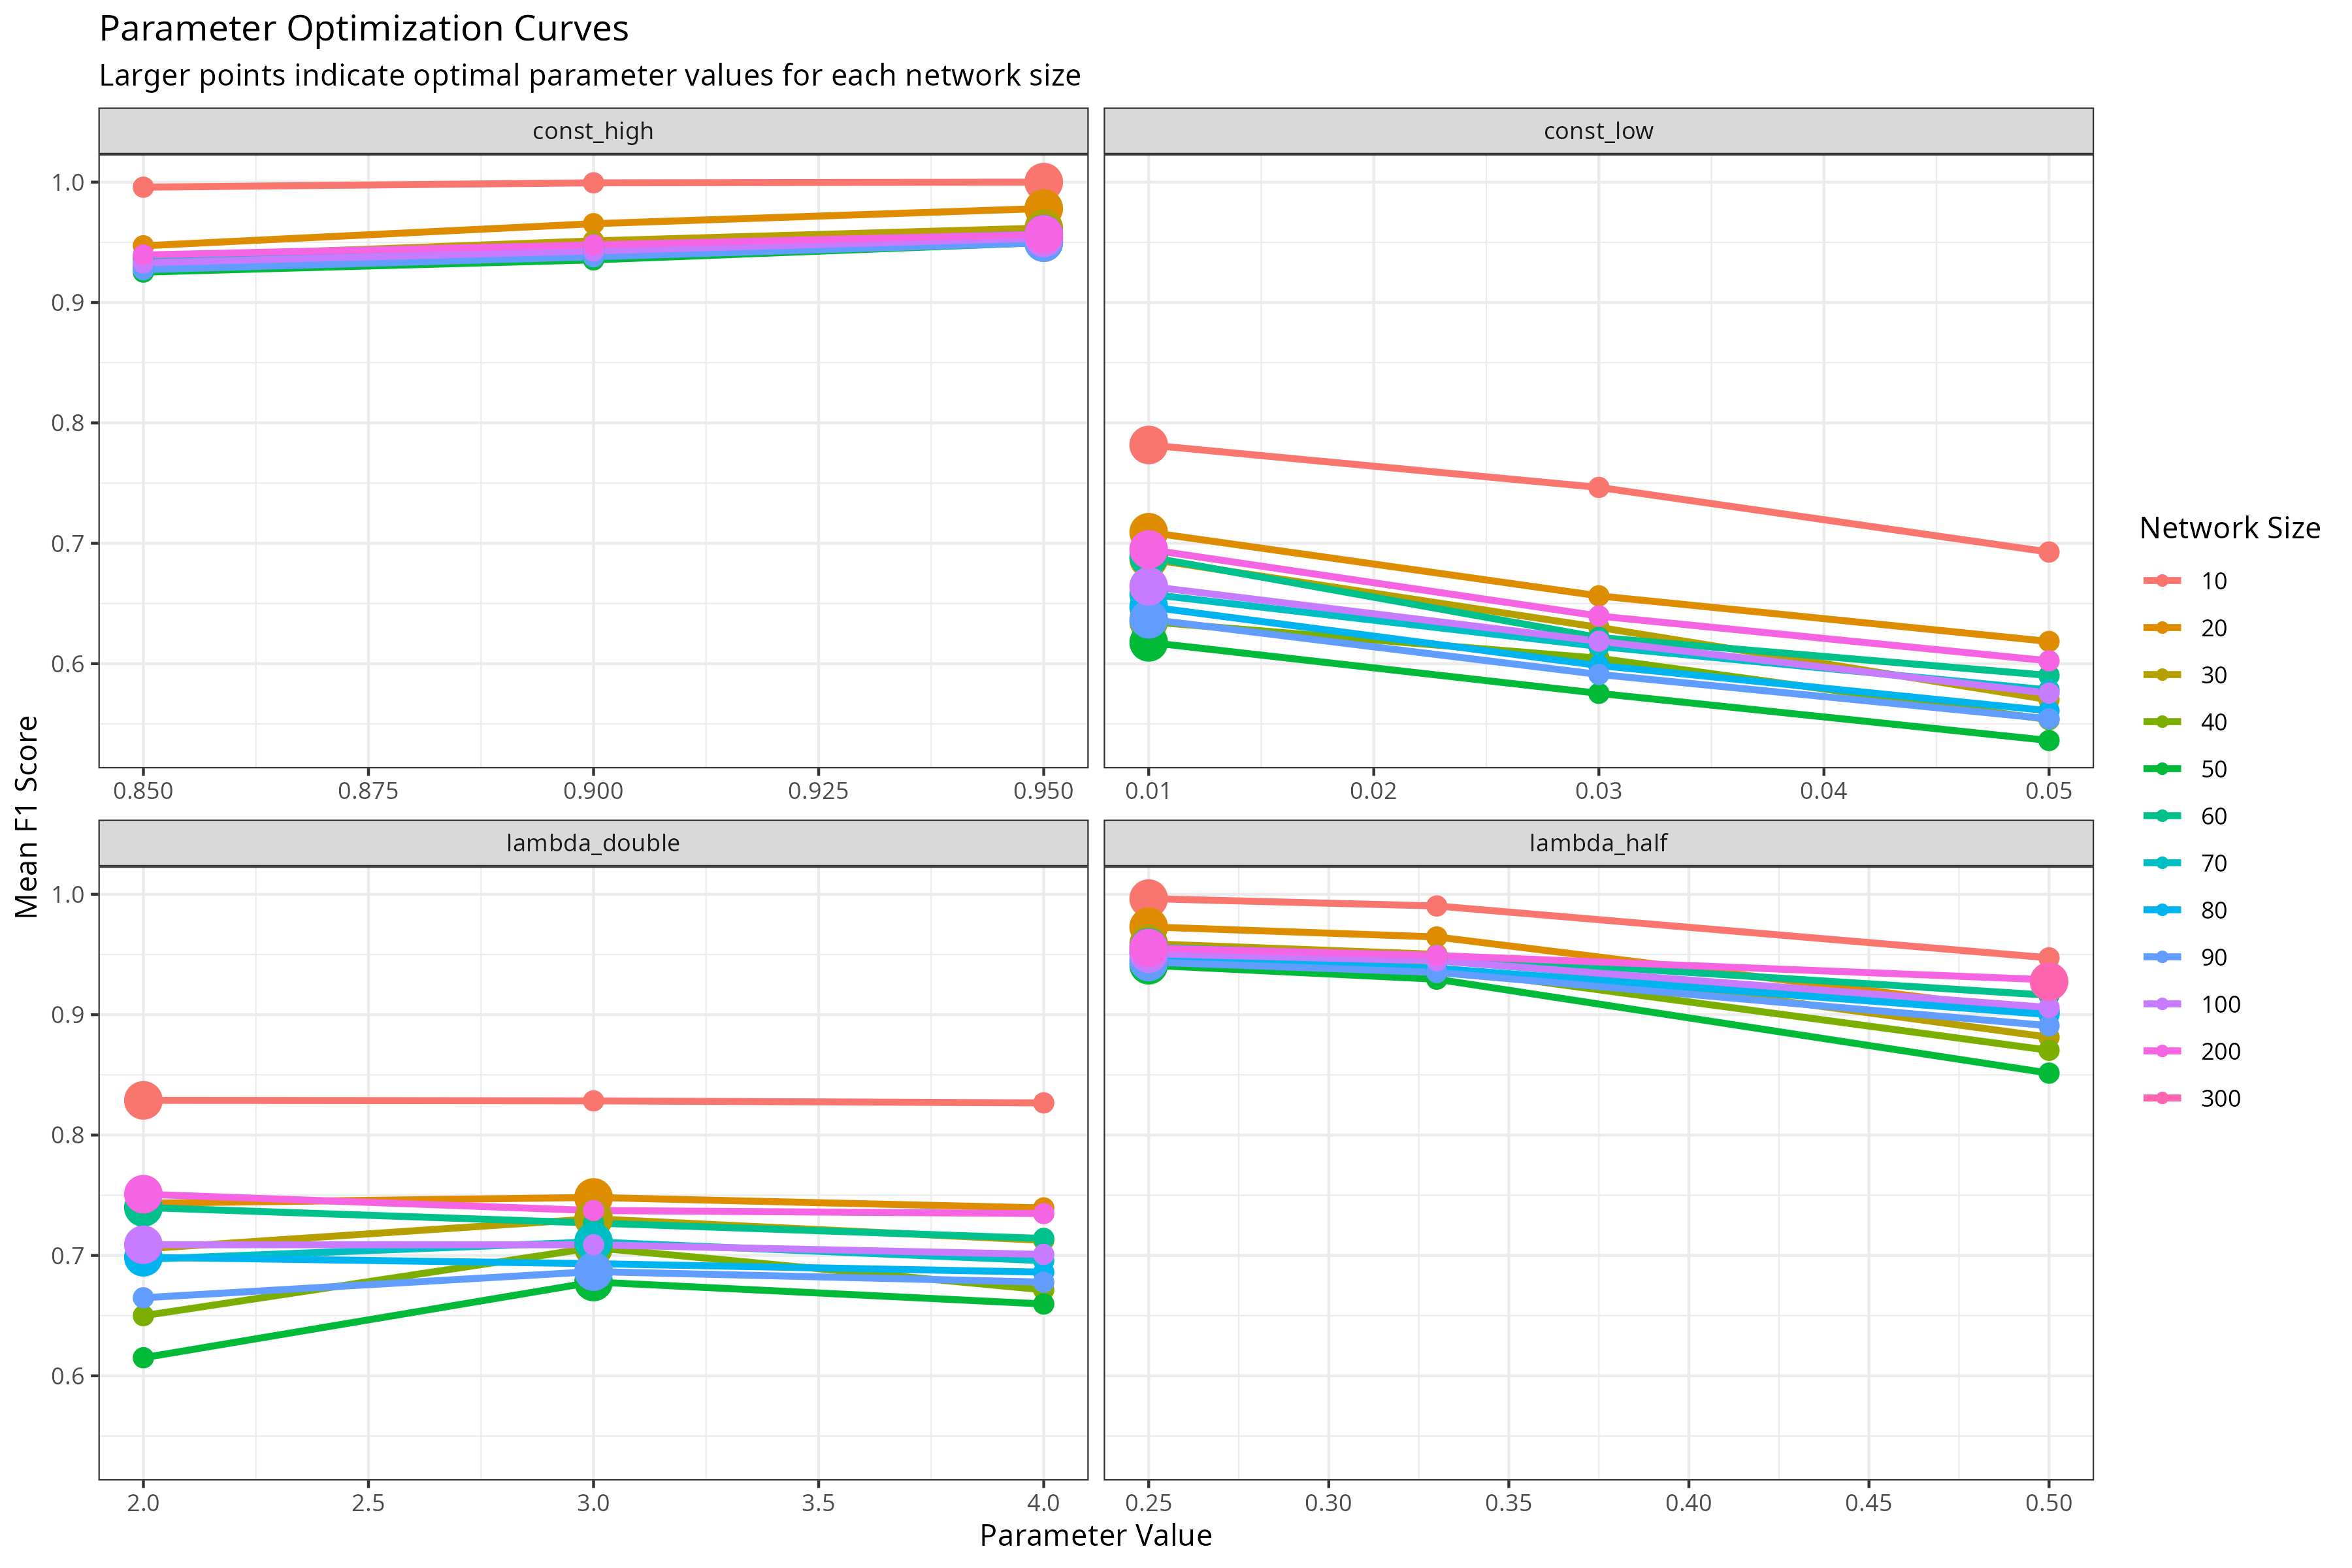 Parameter Optimization Curves
Larger points indicate optimal parameter values for each network size
const_high
const_low
1.0
0.9
0.8
0.7
0.6
0.850 0.875 0.900 0.925 0.950
0.01 0.02 0.03 0.04 0.05
lambda_double
lambda_half
1.0
0.9
0.8
0.7
0.6
2.0 2.5 3.0 3.5 4.0
0.25 0.30 0.35 0.40 0.45 0.50
Mean F1 Score
Parameter Value
Network Size
10
20
30
40
50
60
70
80
90
100
200
300